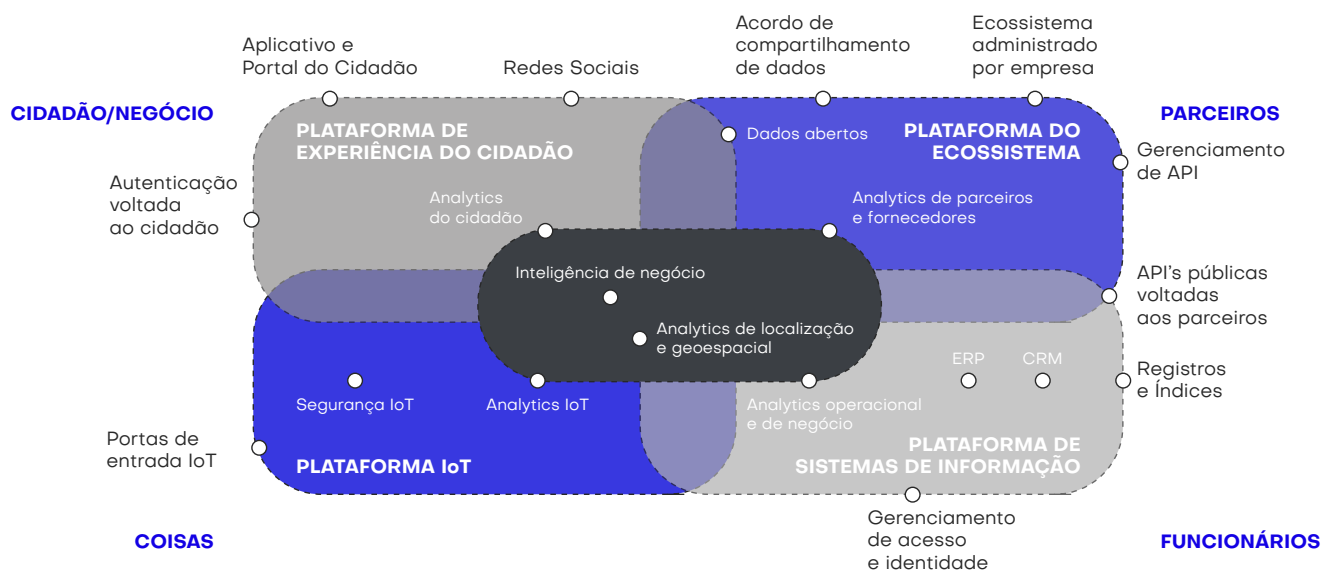 Aplicativo e
Portal do Cidadão
Redes Sociais
Acordo de
compartilhamento
de dados
Ecossistema
administrado
por empresa
CIDADÃO/NEGÓCIO
PARCEIROS
PLATAFORMA DE
EXPERIÊNCIA DO CIDADÃO
Dados abertos
PLATAFORMA DO
ECOSSISTEMA
Gerenciamento
de API
Autenticação
voltada
ao cidadão
Analytics
do cidadão
Analytics de parceiros
e fornecedores
Inteligência de negócio
API's públicas
voltadas
aos parceiros
Analytics de localização
e geoespacial
ERP
CRM
Registros
e Índices
Segurança IoT
Analytics IoT
Analytics operacional
e de negócio
Portas de
entrada IoT
PLATAFORMA IoT
PLATAFORMA DE
SISTEMAS DE INFORMAÇÃO
Gerenciamento
de acesso
e identidade
COISAS
FUNCIONÁRIOS